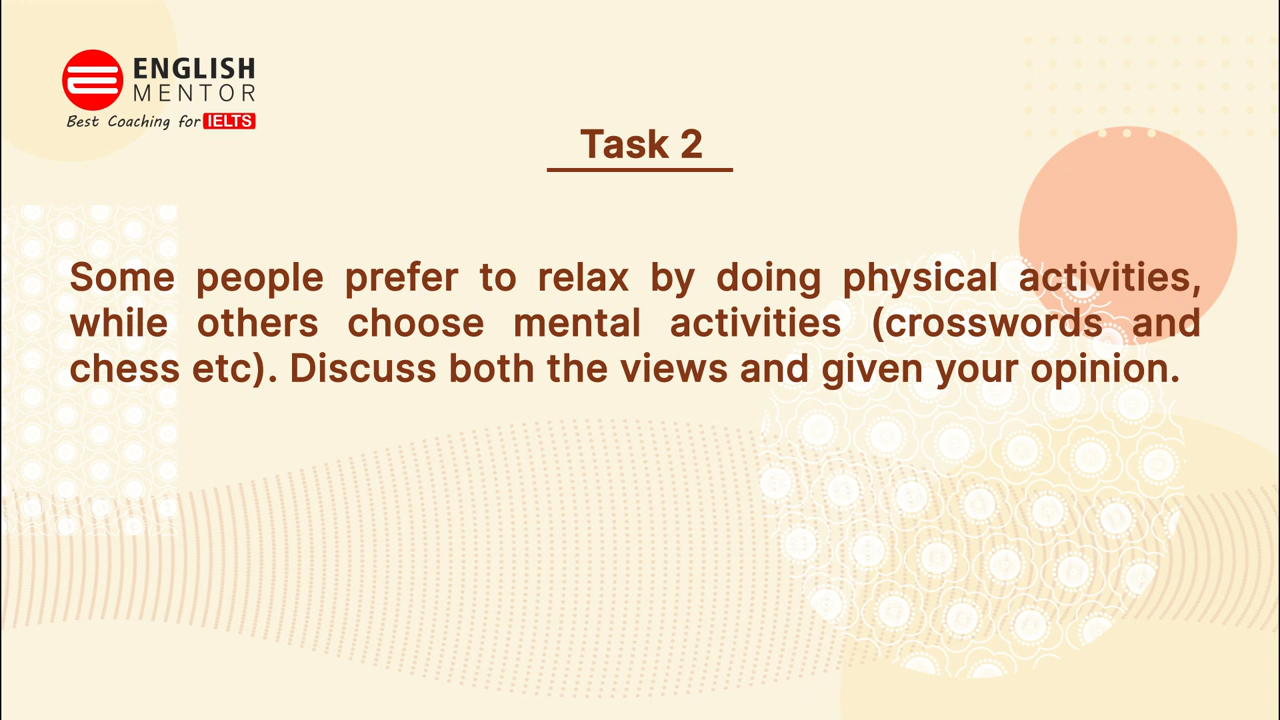 ENGLISH
MENTOR
Best Coaching for IELTS
Task 2
Some people prefer to relax by doing physical activities,
while others choose mental activities (crosswords and
chess etc). Discuss both the views and given your opinion.